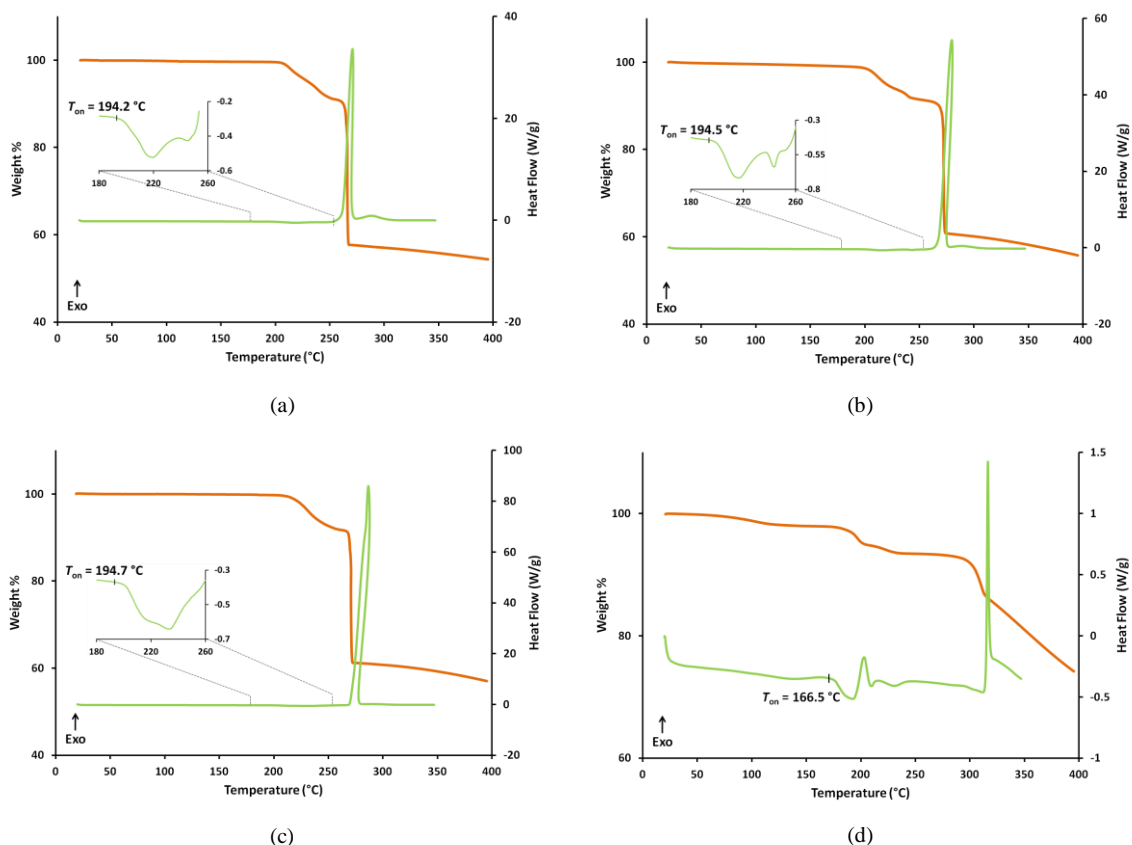 40
100
T on = 194.2 °C
-0.2
20
-0.4
80
-0.6
180 220 260
0
60
Exo
40
-20
0 50 100 150 200 250 300 350 400
Temperature (°C)
Weight %
Heat Flow (W/g)
(a)
60
100
40
T on = 194.5 °C
-0.3
-0.55
80
20
-0.8
180 220 260
60
0
Exo
40
-20
0 50 100 150 200 250 300 350 400
Temperature (°C)
Weight %
Heat Flow (W/g)
(b)
100
100
80
60
T on = 194.7 °C
-0.3
40
80
-0.5
20
-0.7
180 220 260
60
0
Exo
40
-20
0 50 100 150 200 250 300 350 400
Temperature (°C)
Weight %
Heat Flow (W/g)
(c)
1.5
100
1
0.5
80
0
T on = 166.5 °C
-0.5
Exo
60
-1
0 50 100 150 200 250 300 350 400
Temperature (°C)
Weight %
Heat Flow (W/g)
(d)